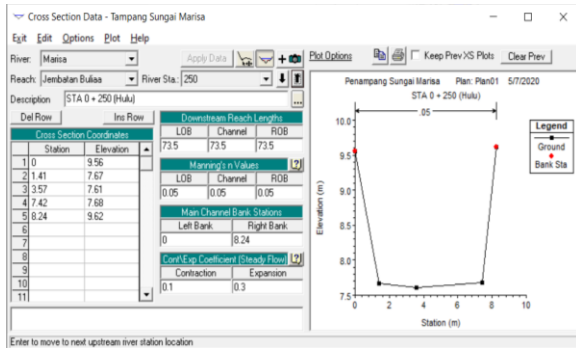 Cross Section Data - Tampang Sungai Marisa
Exit Edit Options Plot Help
River: Marisa Apply Data Plot Options Keep Prev XS Plots Clear Prev
Reach: Jembatan Buliaa River Sta.: 250
Description STA 0 + 250 (Hulu) ...
Del Row Ins Row
Cross Section Coordinates
Station Elevation
1 0 9.56
2 1.41 7.67
3 3.57 7.61
4 7.42 7.68
5 8.24 9.62
6
7
8
9
10
11
Downstream Reach Lengths
LOB Channel ROB
73.5 73.5 73.5
Manning's n Values ?
LOB Channel ROB
0.05 0.05 0.05
Main Channel Bank Stations
Left Bank Right Bank
0 8.24
Cont\Exp Coefficient (Steady Flow) ?
Contraction Expansion
0.1 0.3
Enter to move to next upstream river station location
Penampang Sungai Marisa Plan: Plan01 5/7/2020
STA 0 + 250 (Hulu)
.05
Legend
Ground
Bank Sta
Elevation (m)
10.0
9.5
9.0
8.5
8.0
7.5
0 2 4 6 8 10
Station (m)